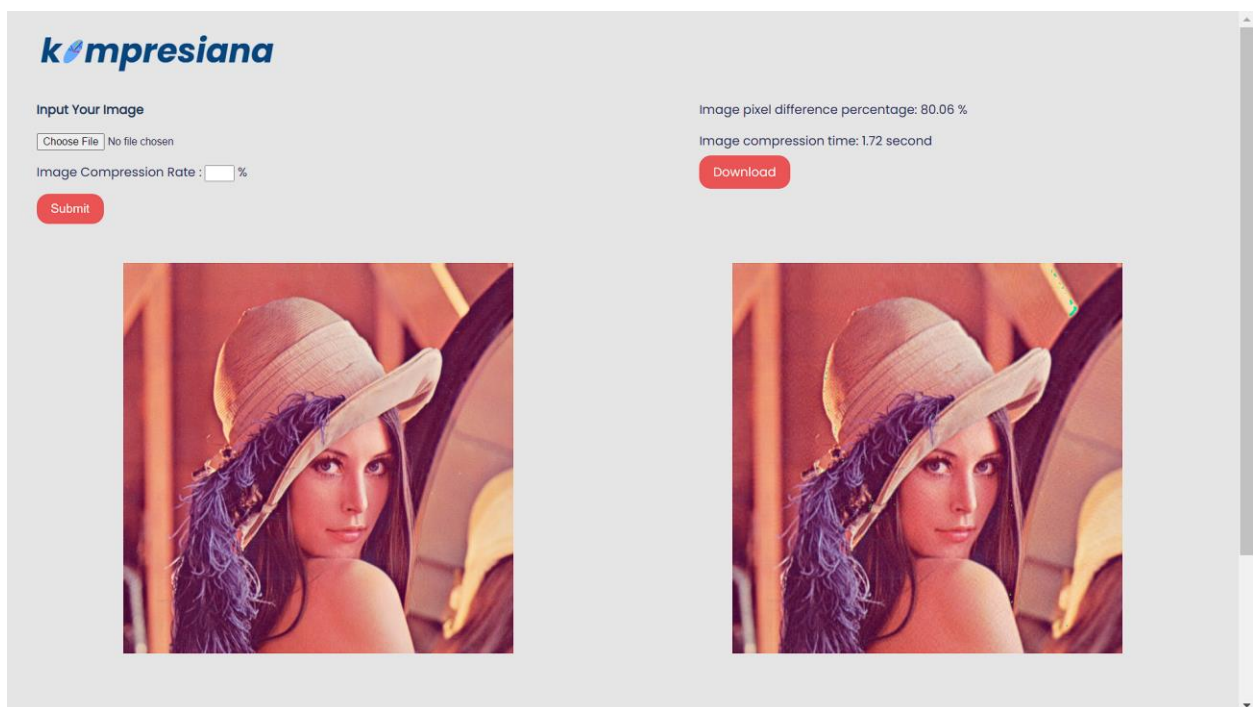 kompresiana
Input Your Image
Choose File No file chosen
Image Compression Rate : %
Submit
Image pixel difference percentage: 80.06 %
Image compression time: 1.72 second
Download